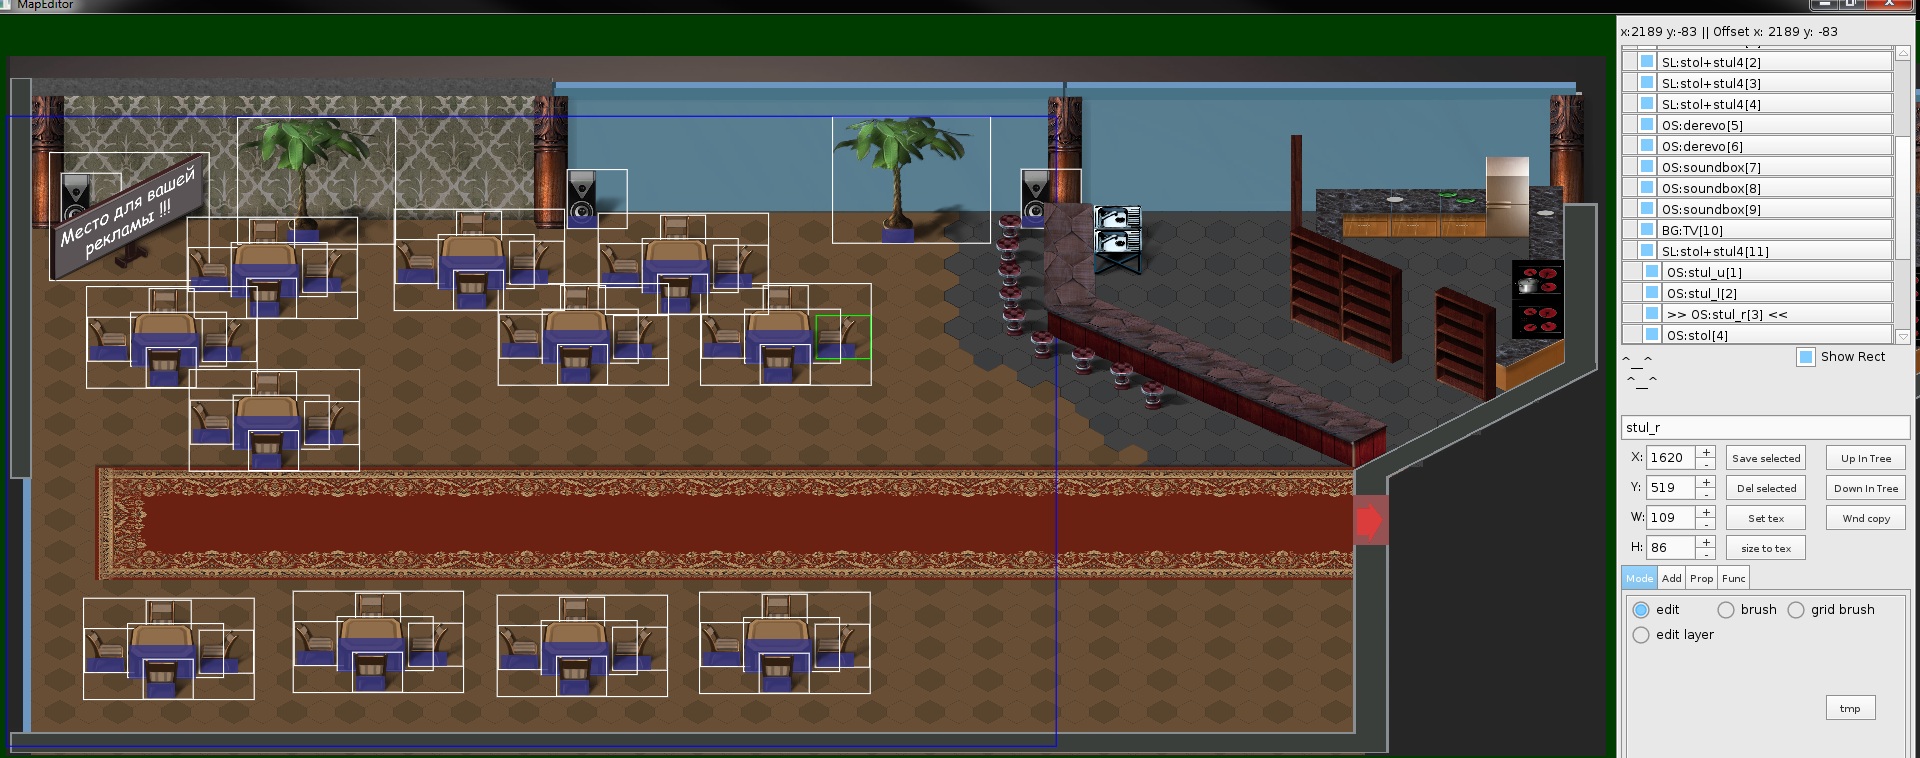 MapEditor
x:2189 y:-83 || Offset x: 2189 y: -83
SL:stol+stul4[2]
SL:stol+stul4[3]
SL:stol+stul4[4]
OS:derevo[5]
OS:derevo[6]
OS:soundbox[7]
OS:soundbox[8]
OS:soundbox[9]
BG:TV[10]
SL:stol+stul4[11]
OS:stul_u[1]
OS:stul_l[2]
>> OS:stul_r[3] <<
OS:stol[4]
^__^
Show Rect
^__^
stul_r
X: 1620 + - Save selected Up In Tree
Y: 519 + - Del selected Down In Tree
W: 109 + - Set tex Wnd copy
H: 86 + - size to tex
Mode Add Prop Func
edit brush grid brush
edit layer
tmp
Место для вашей
рекламы !!!